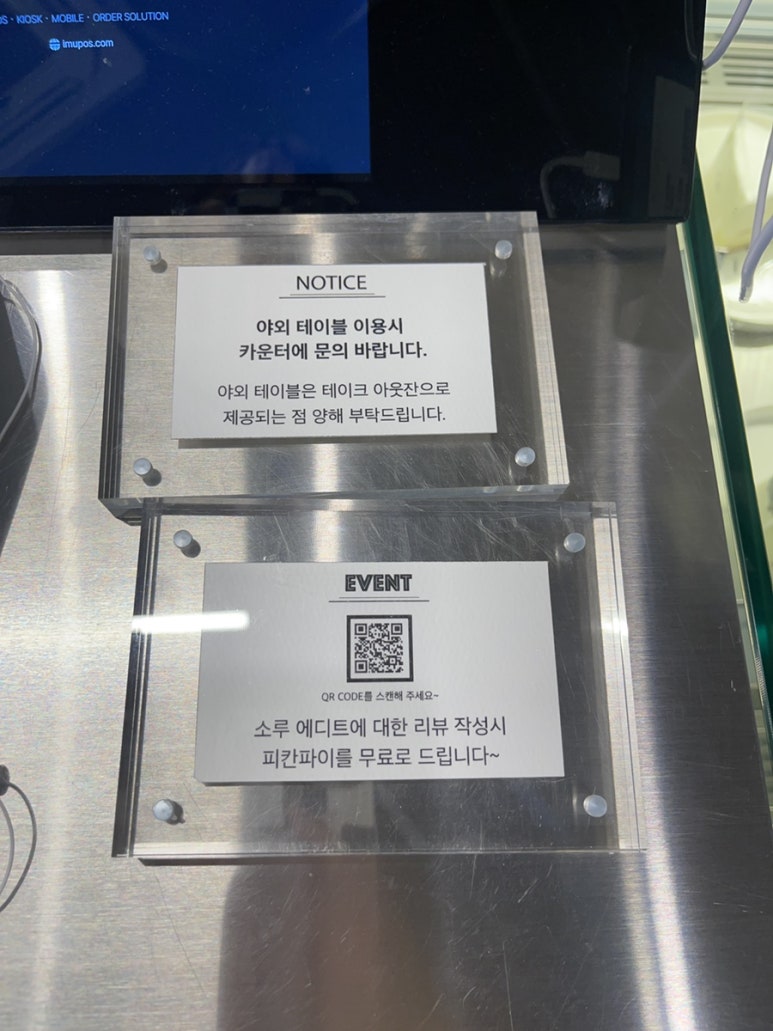 KIOSK · MOBILE · ORDER SOLUTION
imupos.com
NOTICE
야외 테이블 이용시
카운터에 문의 바랍니다.
야외 테이블은 테이크 아웃잔으로
제공되는 점 양해 부탁드립니다.
EVENT
QR CODE를 스캔해 주세요~
소루 에디트에 대한 리뷰 작성시
피칸파이를 무료로 드립니다~